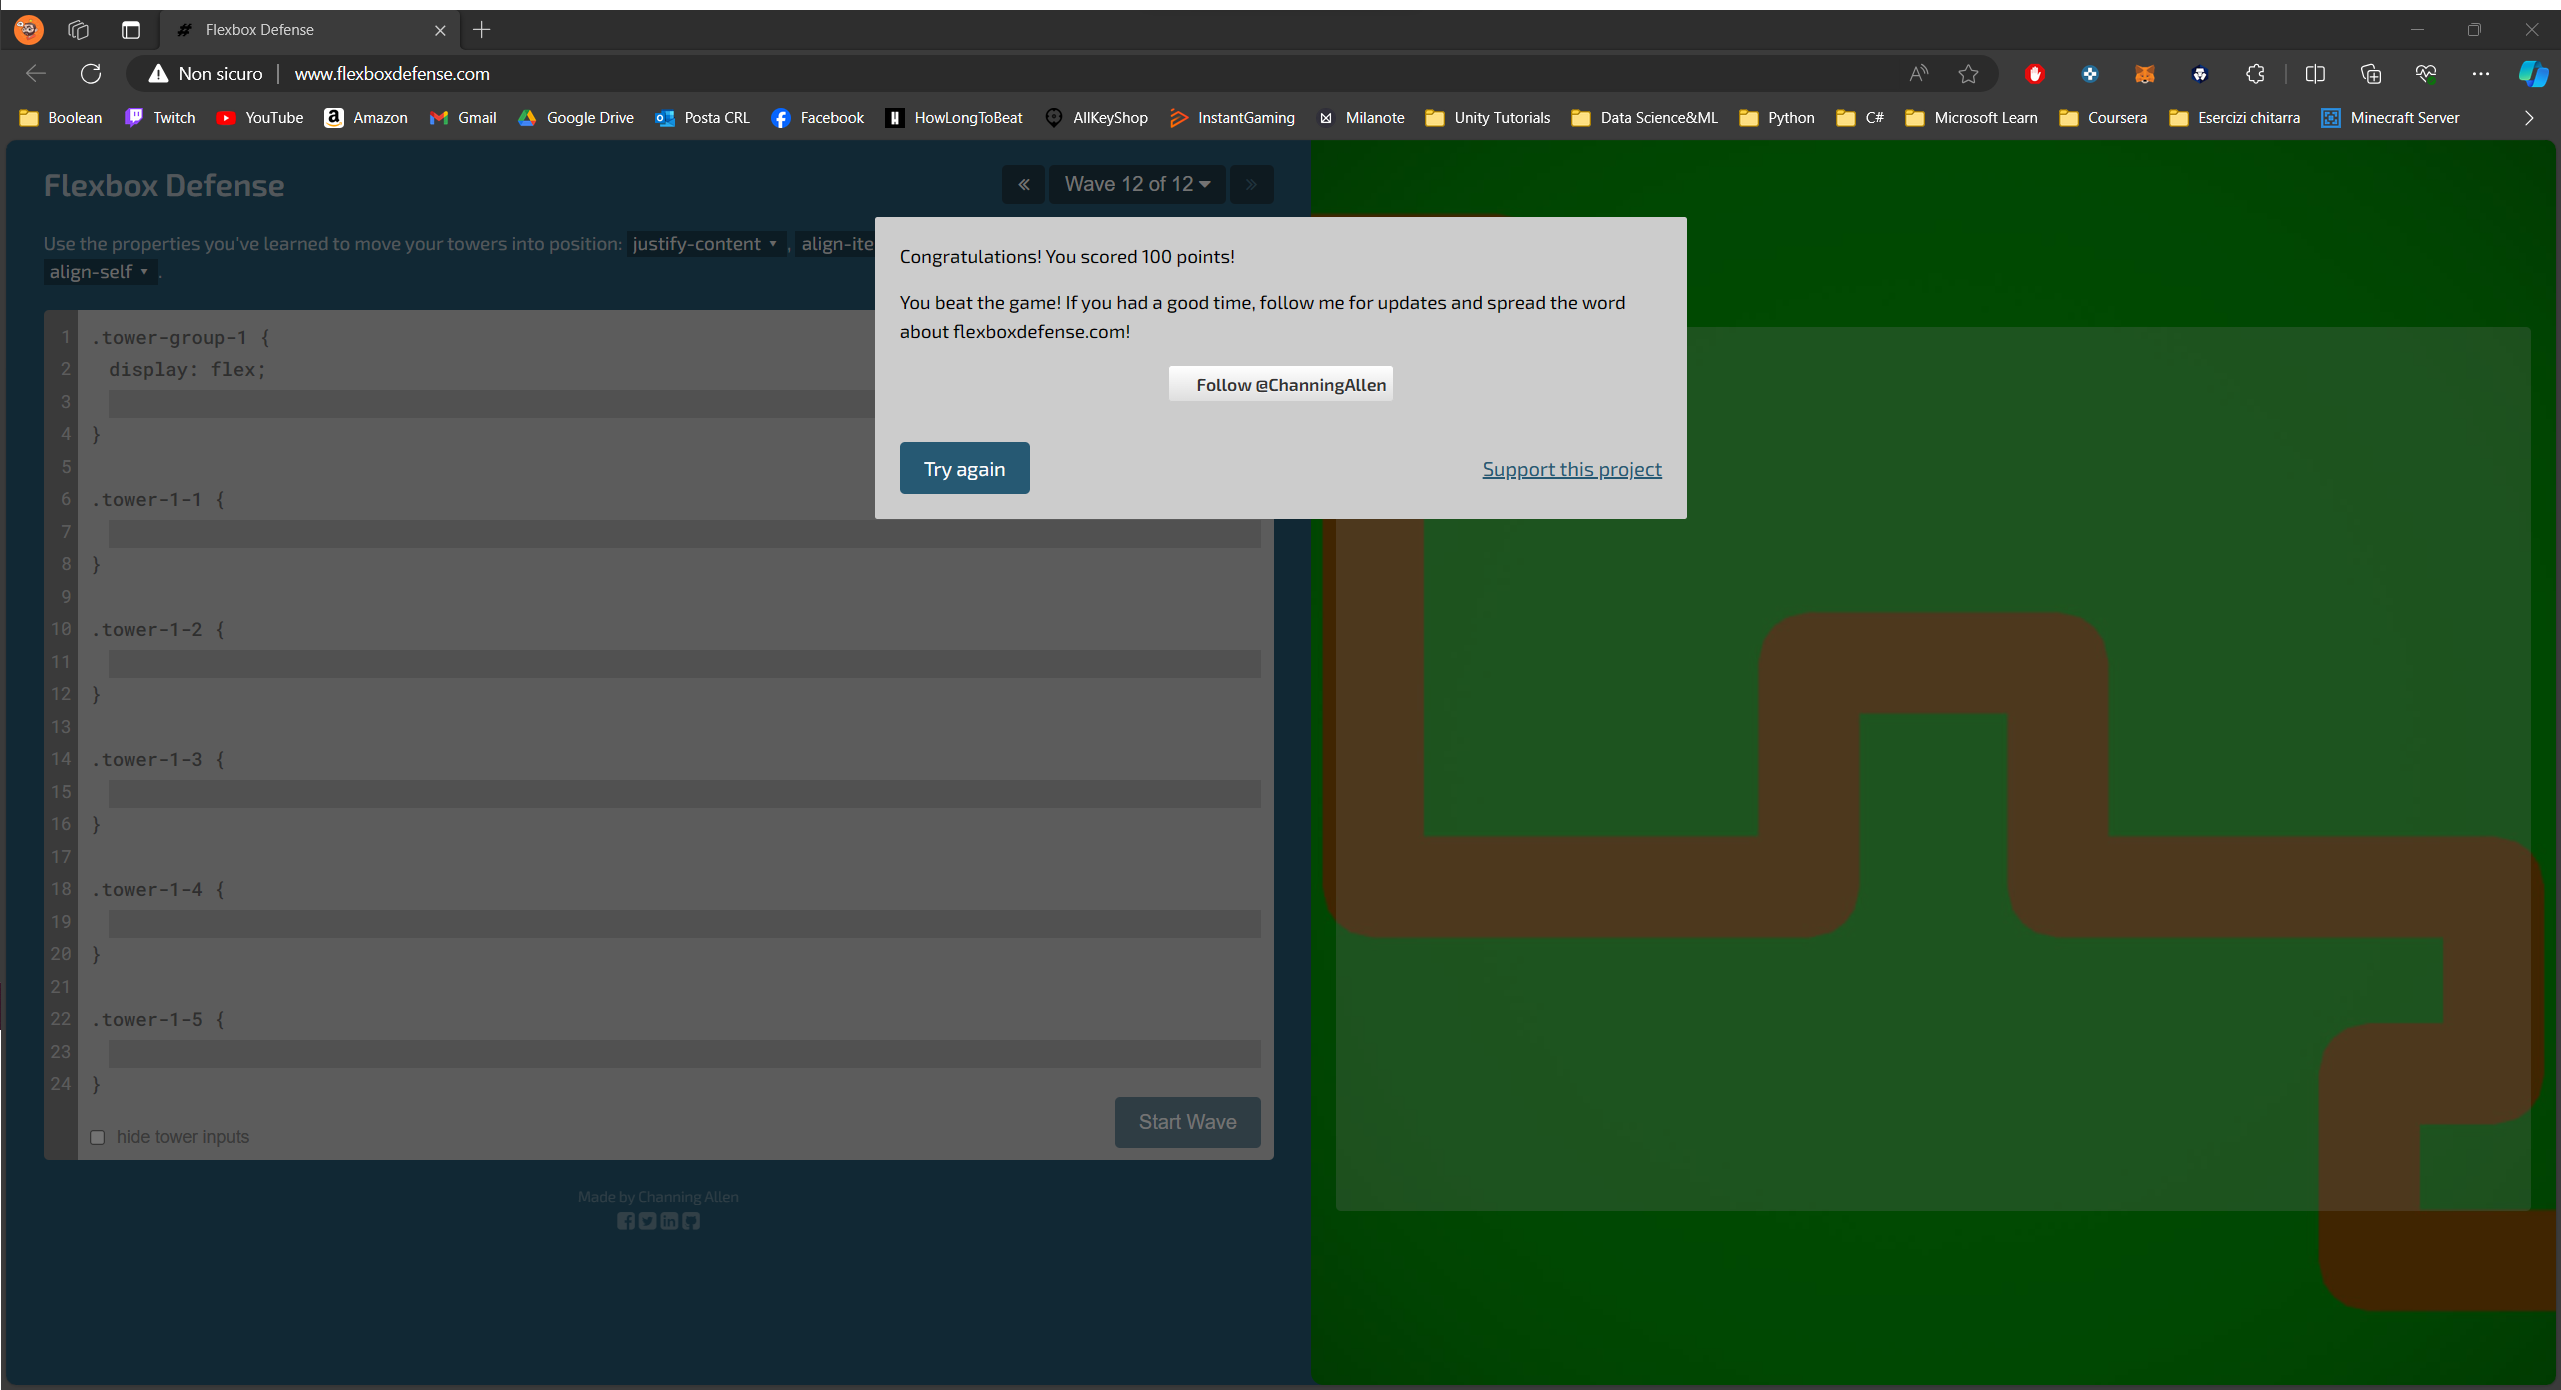 Flexbox Defense
Non sicuro | www.flexboxdefense.com
Boolean Twitch YouTube Amazon Gmail Google Drive Posta CRL Facebook HowLongToBeat AllKeyShop InstantGaming Milanote Unity Tutorials Data Science&ML Python C# Microsoft Learn Coursera Esercizi chitarra Minecraft Server
Flexbox Defense
« Wave 12 of 12 »
Use the properties you've learned to move your towers into position: justify-content , align-ite
align-self .
Congratulations! You scored 100 points!
You beat the game! If you had a good time, follow me for updates and spread the word
about flexboxdefense.com!
Follow @ChanningAllen
Try again
Support this project
1 .tower-group-1 {
2 display: flex;
3
4 }
5
6 .tower-1-1 {
7
8 }
9
10 .tower-1-2 {
11
12 }
13
14 .tower-1-3 {
15
16 }
17
18 .tower-1-4 {
19
20 }
21
22 .tower-1-5 {
23
24 }
hide tower inputs
Start Wave
Made by Channing Allen